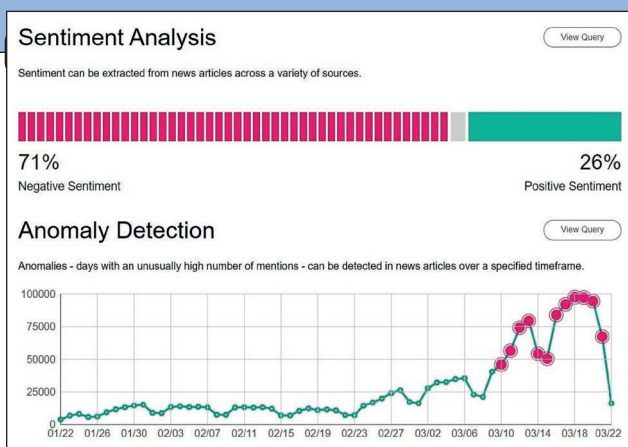 Sentiment Analysis
View Query
Sentiment can be extracted from news articles across a variety of sources.
71%
26%
Negative Sentiment
Positive Sentiment
Anomaly Detection
View Query
Anomalies - days with an unusually high number of mentions - can be detected in news articles over a specified timeframe.
100000
75000
50000
25000
0
01/22 01/26 01/30 02/03 02/07 02/11 02/15 02/19 02/23 02/27 03/02 03/06 03/10 03/14 03/18 03/22